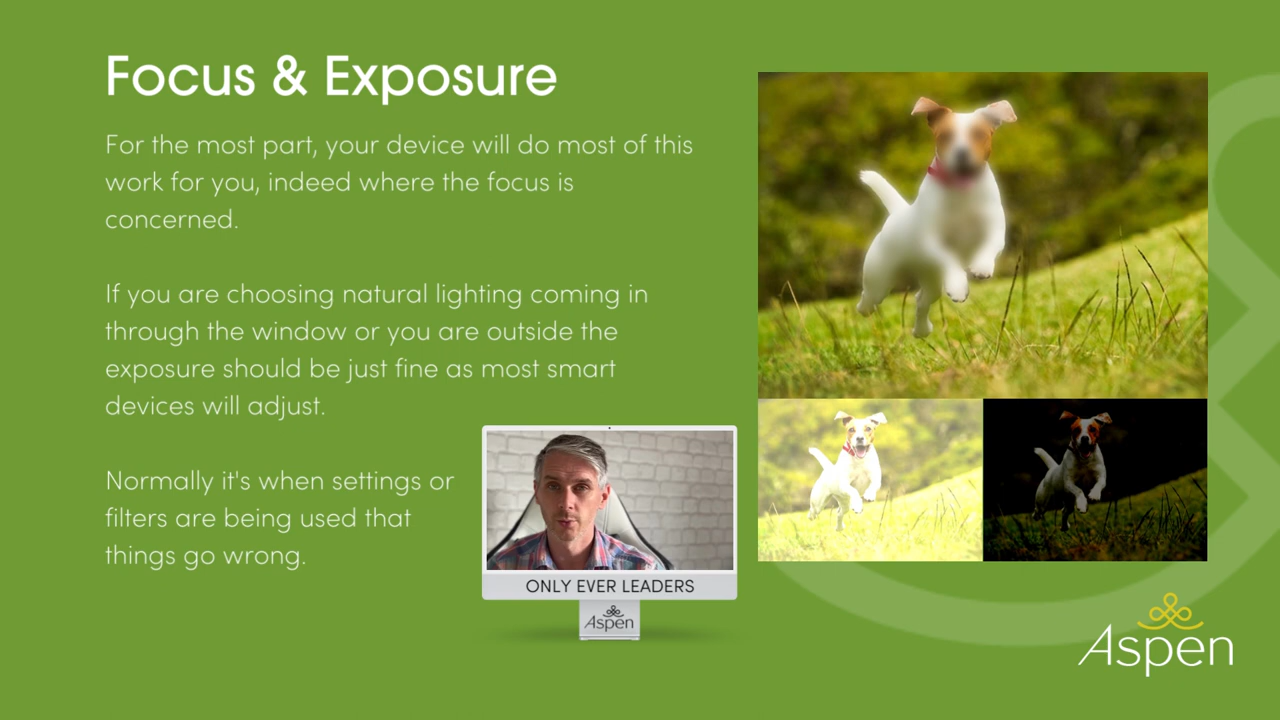 Focus & Exposure
For the most part, your device will do most of this
work for you, indeed where the focus is
concerned.
If you are choosing natural lighting coming in
through the window or you are outside the
exposure should be just fine as most smart
devices will adjust.
Normally it's when settings or
filters are being used that
things go wrong.
ONLY EVER LEADERS
Aspen
Aspen